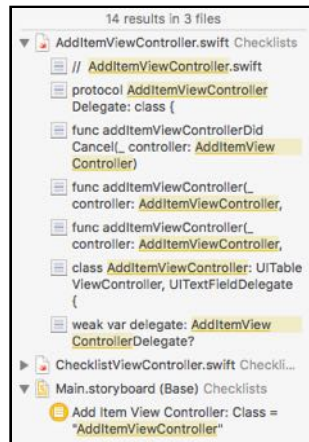 14 results in 3 files
AddItemViewController.swift Checklists
// AddItemViewController.swift
protocol AddItemViewController
Delegate: class {
func addItemViewControllerDid
Cancel(_ controller: AddItemView
Controller)
func addItemViewController(_
controller: AddItemViewController,
func addItemViewController(_
controller: AddItemViewController,
class AddItemViewController: UITable
ViewController, UITextFieldDelegate
{
weak var delegate: AddItemView
ControllerDelegate?
ChecklistViewController.swift Checkli...
Main.storyboard (Base) Checklists
Add Item View Controller: Class =
"AddItemViewController"